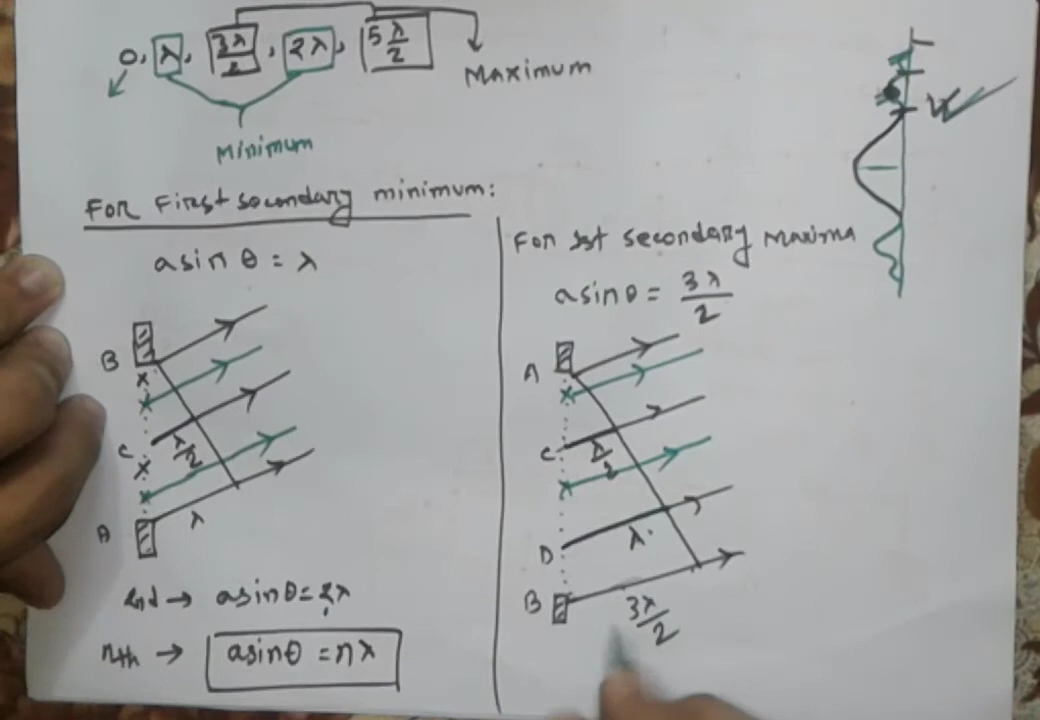 0, λ, 3λ/2, 2λ, 5λ/2
Maximum
Minimum
For First secondary minimum:
a sin θ = λ
B
C
λ/2
A
λ
2nd → a sin θ = 2λ
nth → a sin θ = nλ
For 1st secondary Maxima
a sin θ = 3λ/2
A
C
λ/2
D
λ
B
3λ/2